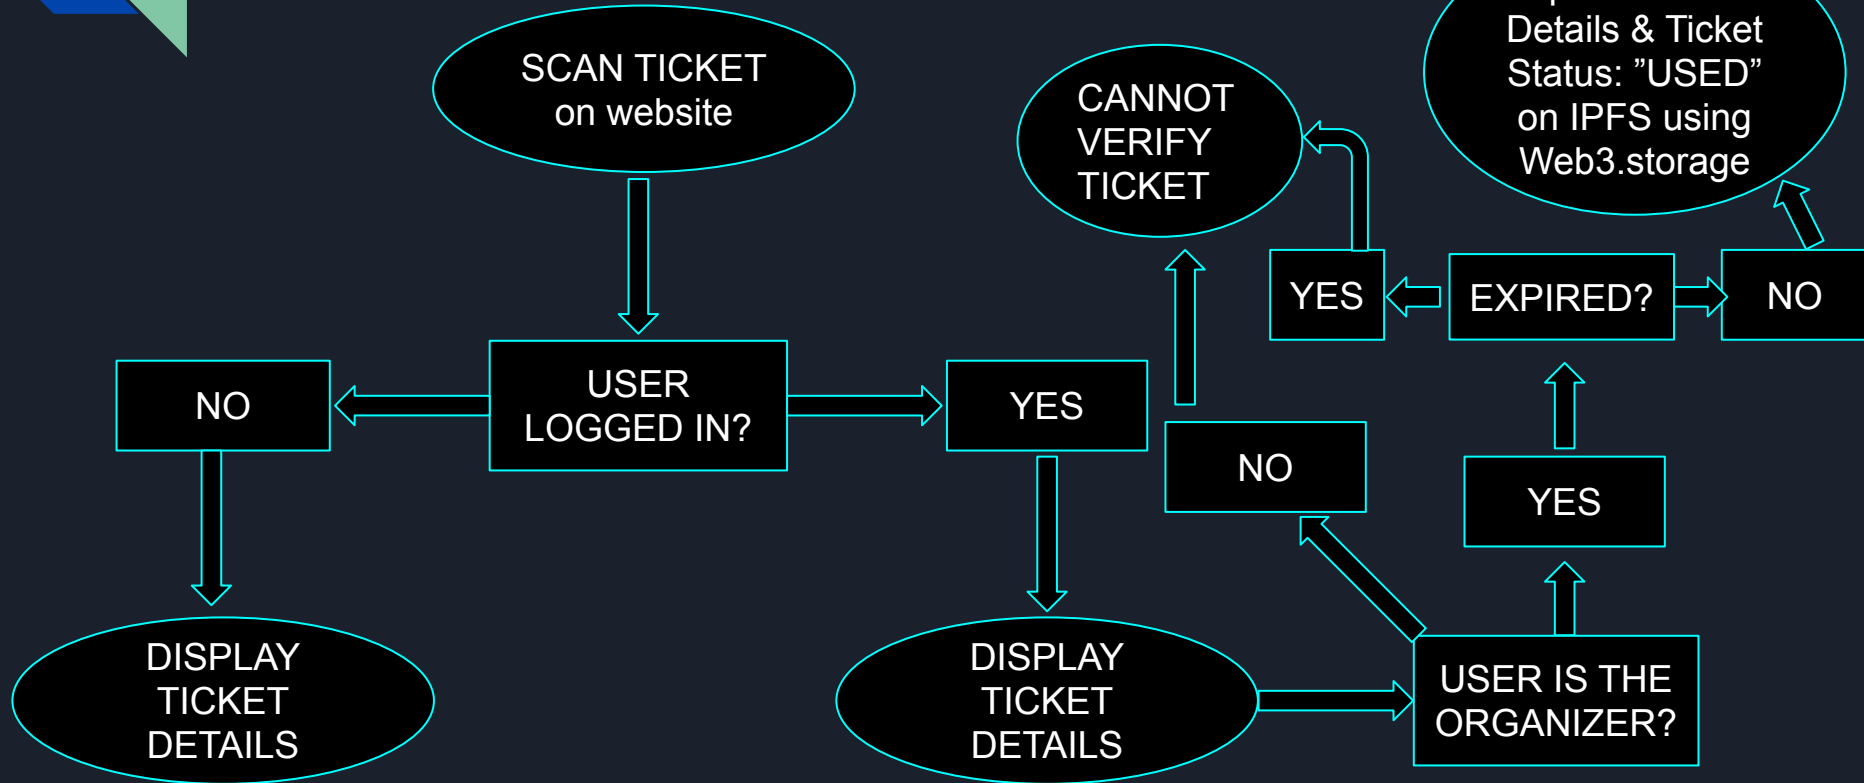 SCAN TICKET
on website
CANNOT
VERIFY
TICKET
Details & Ticket
Status: ”USED”
on IPFS using
Web3.storage
YES
EXPIRED?
NO
NO
USER
LOGGED IN?
YES
NO
YES
DISPLAY
TICKET
DETAILS
DISPLAY
TICKET
DETAILS
USER IS THE
ORGANIZER?